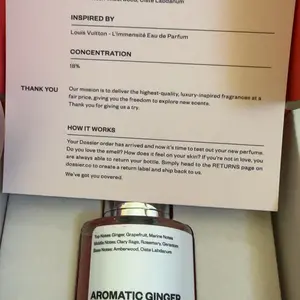 Amberwood, Ciste Labdanum
INSPIRED BY
Louis Vuitton - L'Immensité Eau de Parfum
CONCENTRATION
18%
THANK YOU
Our mission is to deliver the highest-quality, luxury-inspired fragrances at a
fair price, giving you the freedom to explore new scents.
Thank you for giving us a try.
HOW IT WORKS
Your Dossier order has arrived and now it's time to test out your new perfume.
Do you love the smell? How does it feel on your skin? If you're not in love, you
are always able to return your bottle. Simply head to the RETURNS page on
dossier.co to create a return label and ship back to us.
We've got you covered.
Top Notes: Ginger, Grapefruit, Marine Notes
Middle Notes: Clary Sage, Rosemary, Geranium
Base Notes: Amberwood, Ciste Labdanum
AROMATIC GINGER